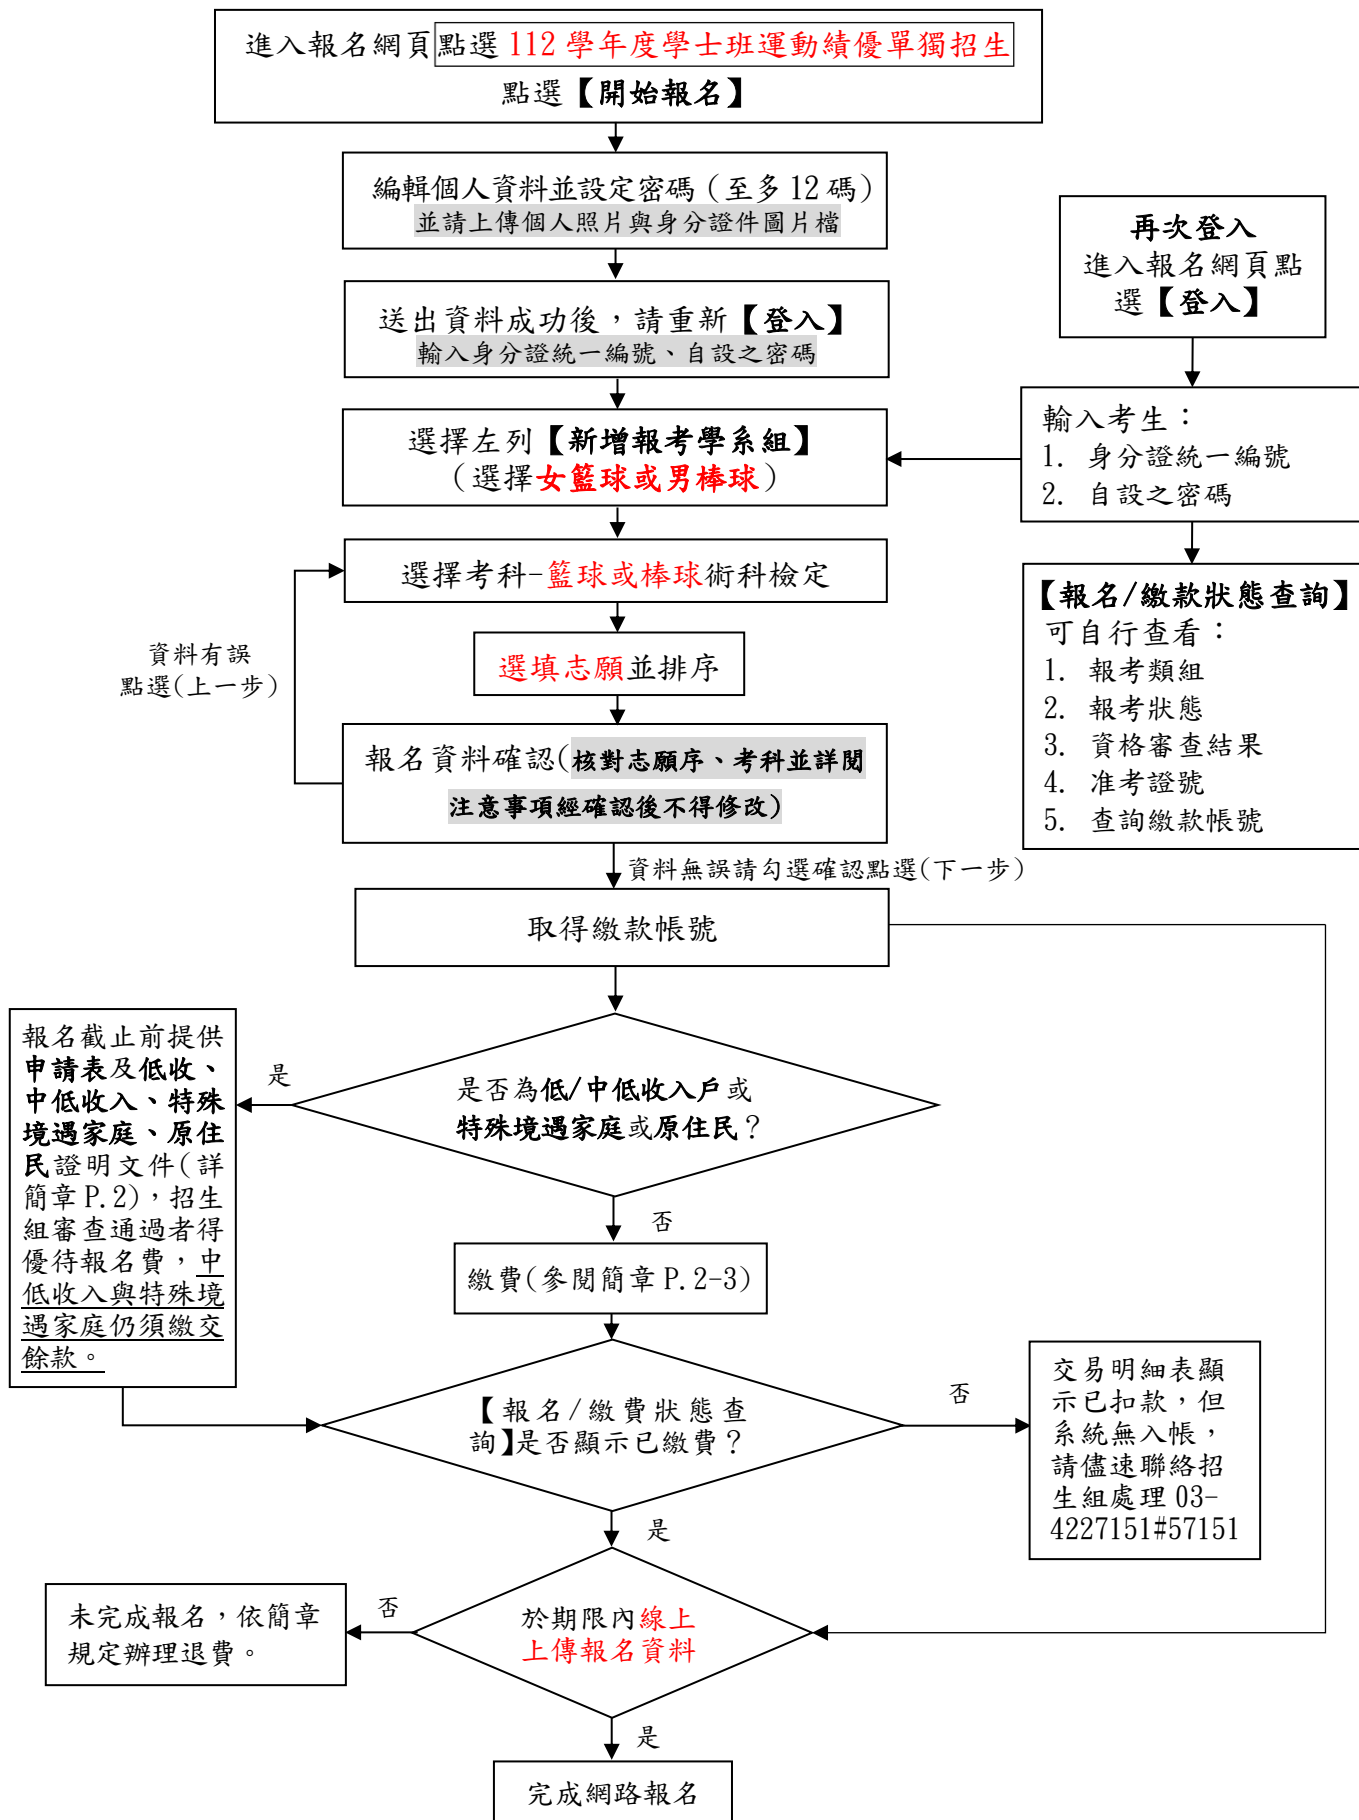 進入報名網頁點選 112 學年度學士班運動績優單獨招生
點選【開始報名】
編輯個人資料並設定密碼（至多 12 碼）
並請上傳個人照片與身分證件圖片檔
再次登入
進入報名網頁點
選【登入】
送出資料成功後，請重新【登入】
輸入身分證統一編號、自設之密碼
輸入考生：
1. 身分證統一編號
2. 自設之密碼
選擇左列【新增報考學系組】
（選擇女籃球或男棒球）
選擇考科-籃球或棒球術科檢定
【報名/繳款狀態查詢】
可自行查看：
1. 報考類組
2. 報考狀態
3. 資格審查結果
4. 准考證號
5. 查詢繳款帳號
資料有誤
點選(上一步)
選填志願並排序
報名資料確認(核對志願序、考科並詳閱
注意事項經確認後不得修改)
資料無誤請勾選確認點選(下一步)
取得繳款帳號
報名截止前提供
申請表及低收、
中低收入、特殊
境遇家庭、原住
民證明文件(詳
簡章 P.2)，招生
組審查通過者得
優待報名費，中
低收入與特殊境
遇家庭仍須繳交
餘款。
是
是否為低/中低收入戶或
特殊境遇家庭或原住民？
否
繳費(參閱簡章 P.2-3)
【報名/繳費狀態查
詢】是否顯示已繳費？
否
交易明細表顯
示已扣款，但
系統無入帳，
請儘速聯絡招
生組處理 03-
4227151#57151
是
於期限內線上
上傳報名資料
否
未完成報名，依簡章
規定辦理退費。
是
完成網路報名